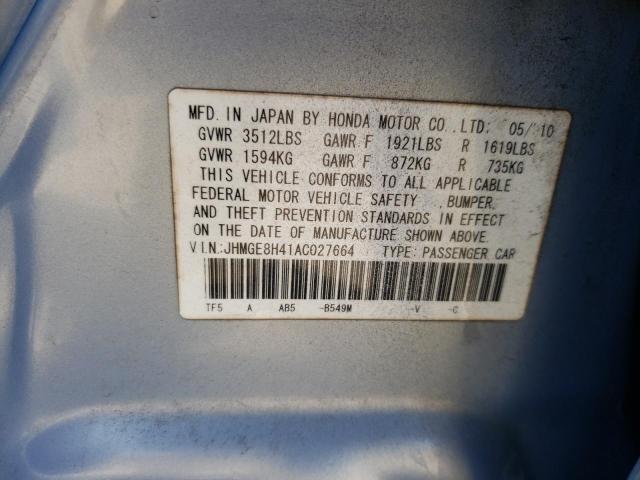 MFD. IN JAPAN BY HONDA MOTOR CO., LTD: 05/10
GVWR 3512LBS GAWR F 1921LBS R 1619LBS
GVWR 1594KG GAWR F 872KG R 735KG
THIS VEHICLE CONFORMS TO ALL APPLICABLE
FEDERAL MOTOR VEHICLE SAFETY , BUMPER,
AND THEFT PREVENTION STANDARDS IN EFFECT
ON THE DATE OF MANUFACTURE SHOWN ABOVE.
V I N.:JHMGE8H41AC027664 TYPE: PASSENGER CAR
TF5 A AB5 -B549M -V -C